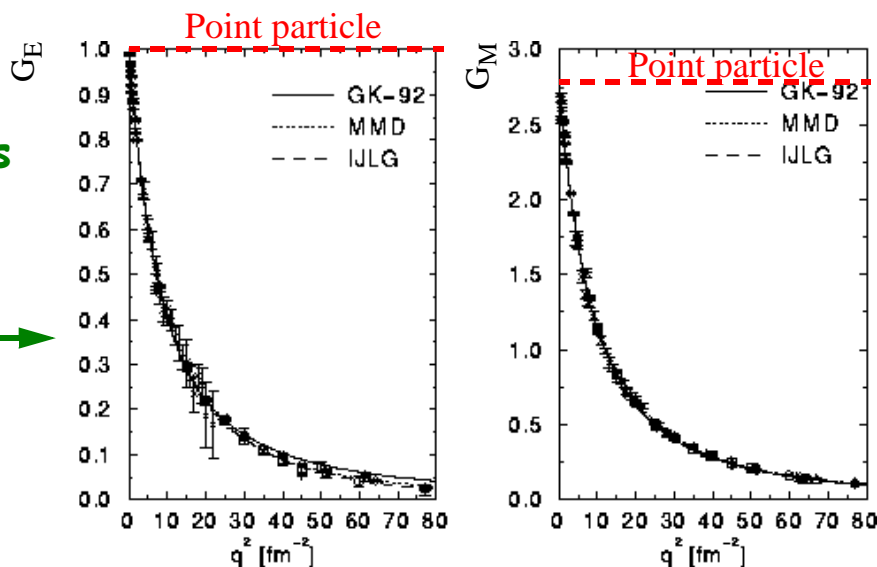 s
G_E
Point particle
GK-92
MMD
IJLG
1.0
0.9
0.8
0.7
0.6
0.5
0.4
0.3
0.2
0.1
0.0
0 10 20 30 40 50 60 70 80
q² [fm⁻²]
G_M
Point particle
GK-92
MMD
IJLG
3.0
2.5
2.0
1.5
1.0
0.5
0.0
0 10 20 30 40 50 60 70 80
q² [fm⁻²]